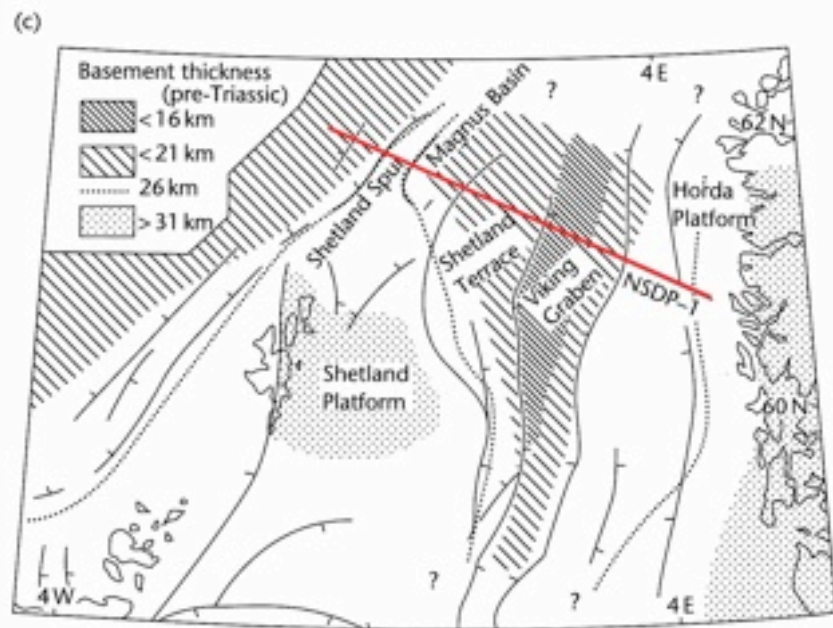 (c)
Basement thickness
(pre-Triassic)
< 16 km
< 21 km
26 km
> 31 km
4 E
?
?
62 N
Magnus Basin
Shetland Spur
Horda
Platform
Shetland
Terrace
Viking
Graben
NSDP-1
Shetland
Platform
60 N
?
?
4 W
4 E